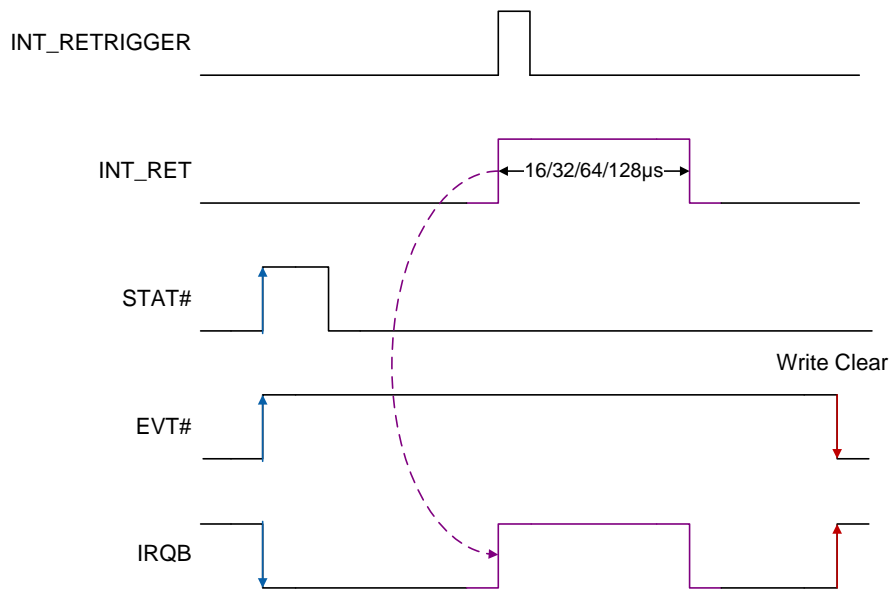 INT_RETRIGGER
INT_RET
16/32/64/128µs
STAT#
Write Clear
EVT#
IRQB